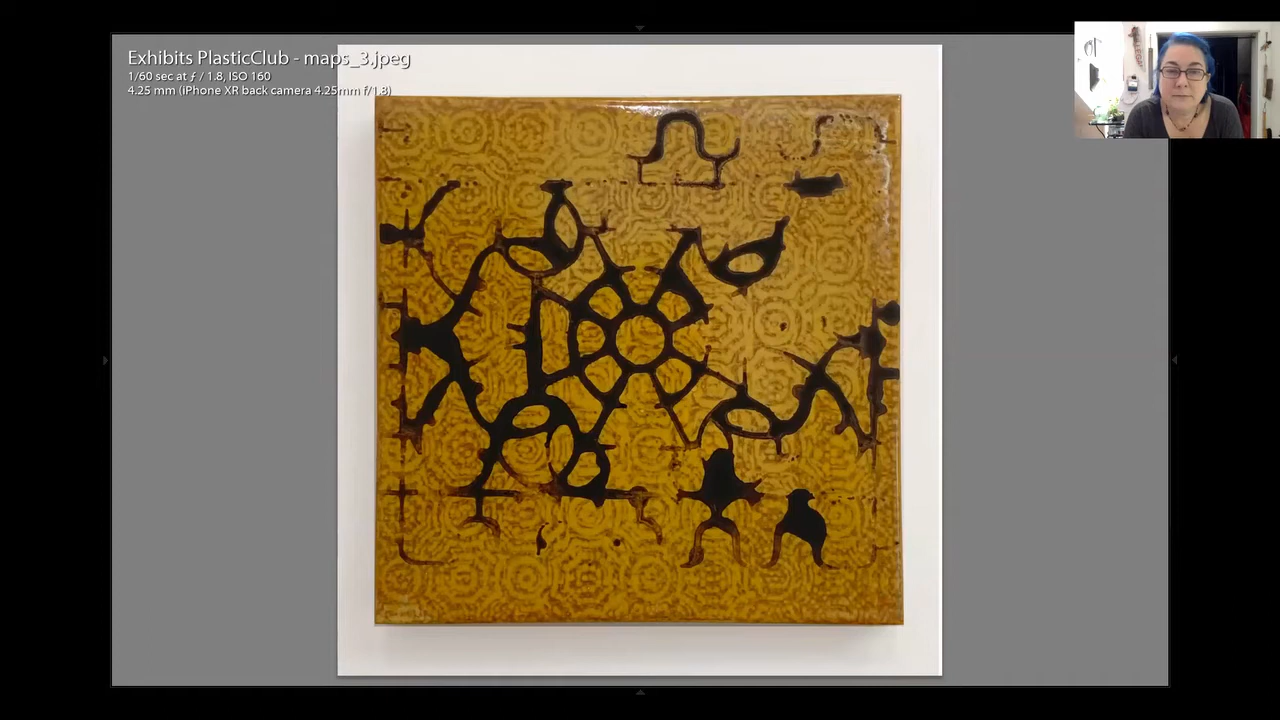 Exhibits PlasticClub - maps_3.jpeg
1/60 sec at ƒ / 1.8, ISO 160
4.25 mm (iPhone XR back camera 4.25mm f/1.8)